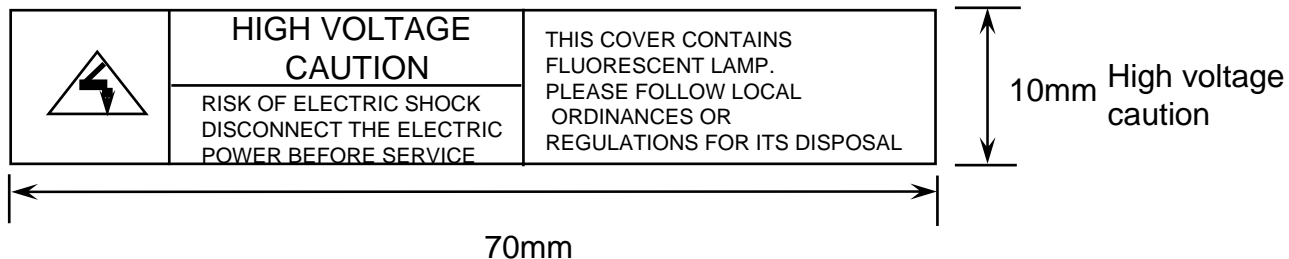 HIGH VOLTAGE
CAUTION
RISK OF ELECTRIC SHOCK
DISCONNECT THE ELECTRIC
POWER BEFORE SERVICE
THIS COVER CONTAINS
FLUORESCENT LAMP.
PLEASE FOLLOW LOCAL
ORDINANCES OR
REGULATIONS FOR ITS DISPOSAL
10mm
High voltage
caution
70mm